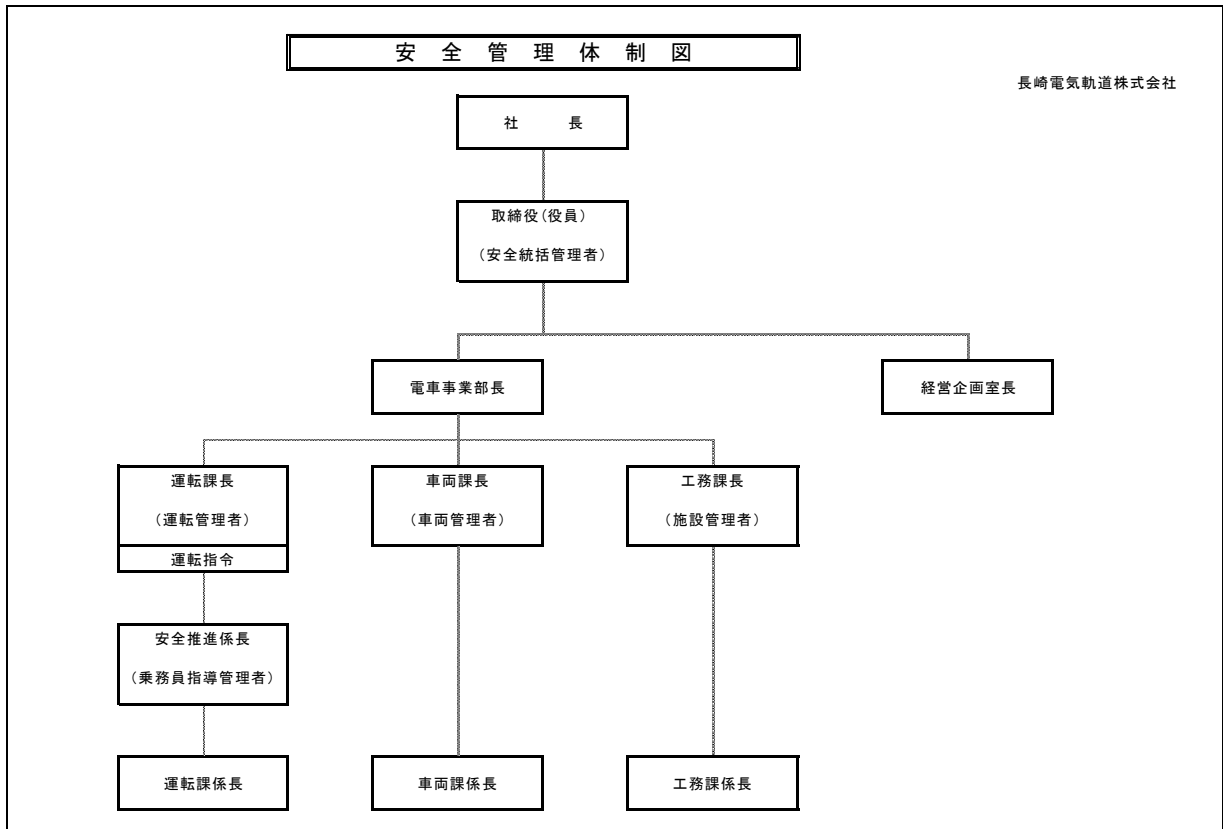 安全管理体制図
長崎電気軌道株式会社
社長
取締役(役員)
(安全統括管理者)
電車事業部長
経営企画室長
運転課長
(運転管理者)
運転指令
車両課長
(車両管理者)
工務課長
(施設管理者)
安全推進係長
(乗務員指導管理者)
運転課係長
車両課係長
工務課係長